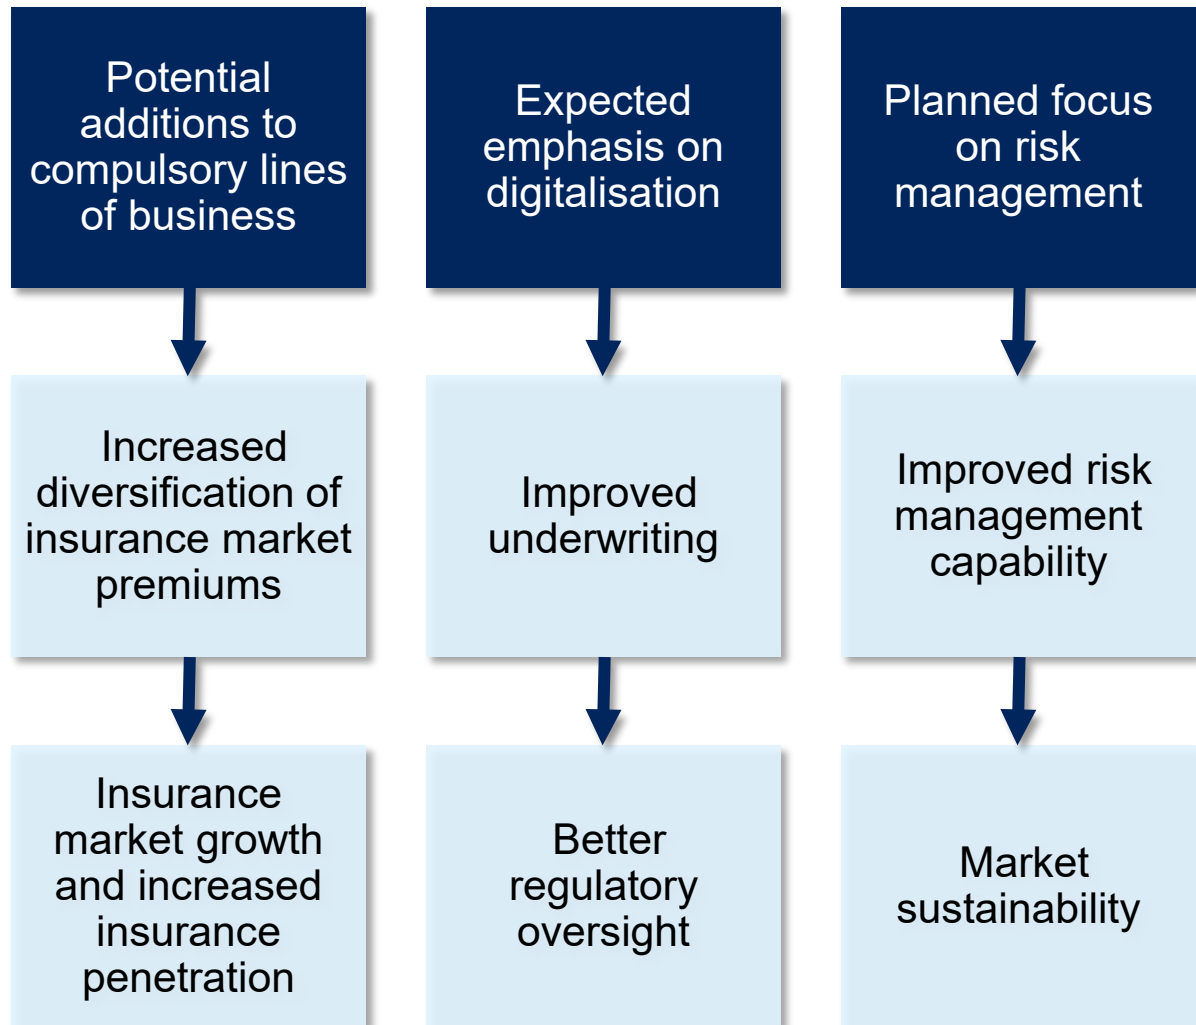 Potential
additions to
compulsory lines
of business
Expected
emphasis on
digitalisation
Planned focus
on risk
management
Increased
diversification of
insurance market
premiums
Improved
underwriting
Improved risk
management
capability
Insurance
market growth
and increased
insurance
penetration
Better
regulatory
oversight
Market
sustainability